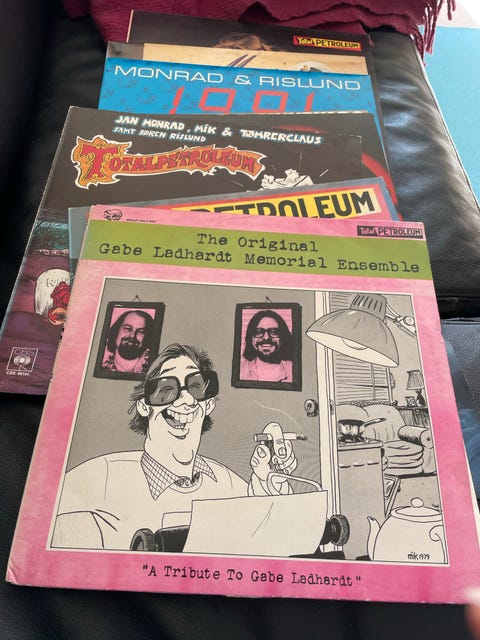 Total PETROLEUM
MONRAD & RISLUND
1001
JAN MONRAD, MIK & TØMRERCLAUS
SAMT SØREN RISLUND
TOTALPETROLEUM
PETROLEUM
Total PETROLEUM
The Original
Gabe Ladhardt Memorial Ensemble
CBS
mik 1979
"A Tribute To Gabe Ladhardt"